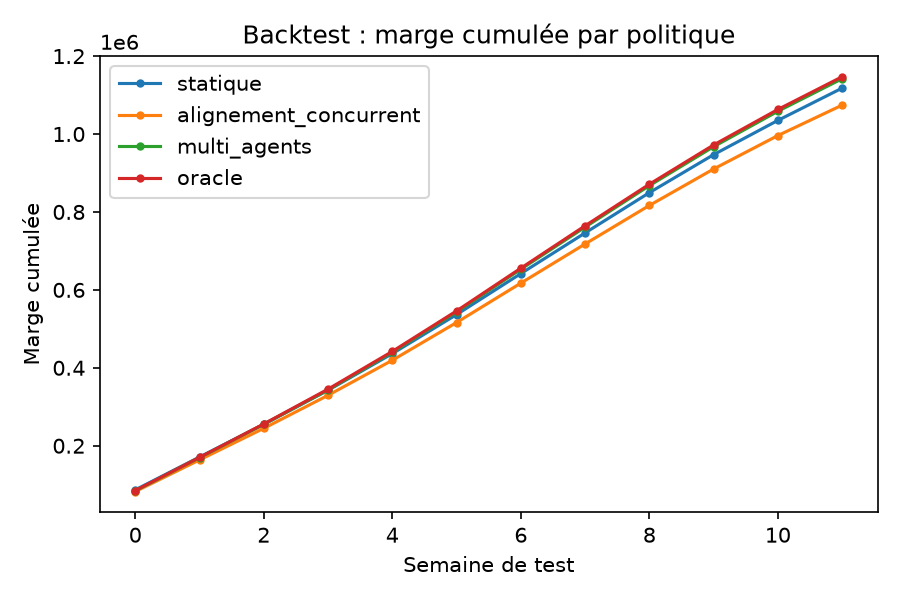 Backtest : marge cumulée par politique
1e6
1.2
1.0
0.8
0.6
0.4
0.2
Marge cumulée
statique
alignement_concurrent
multi_agents
oracle
0 2 4 6 8 10
Semaine de test